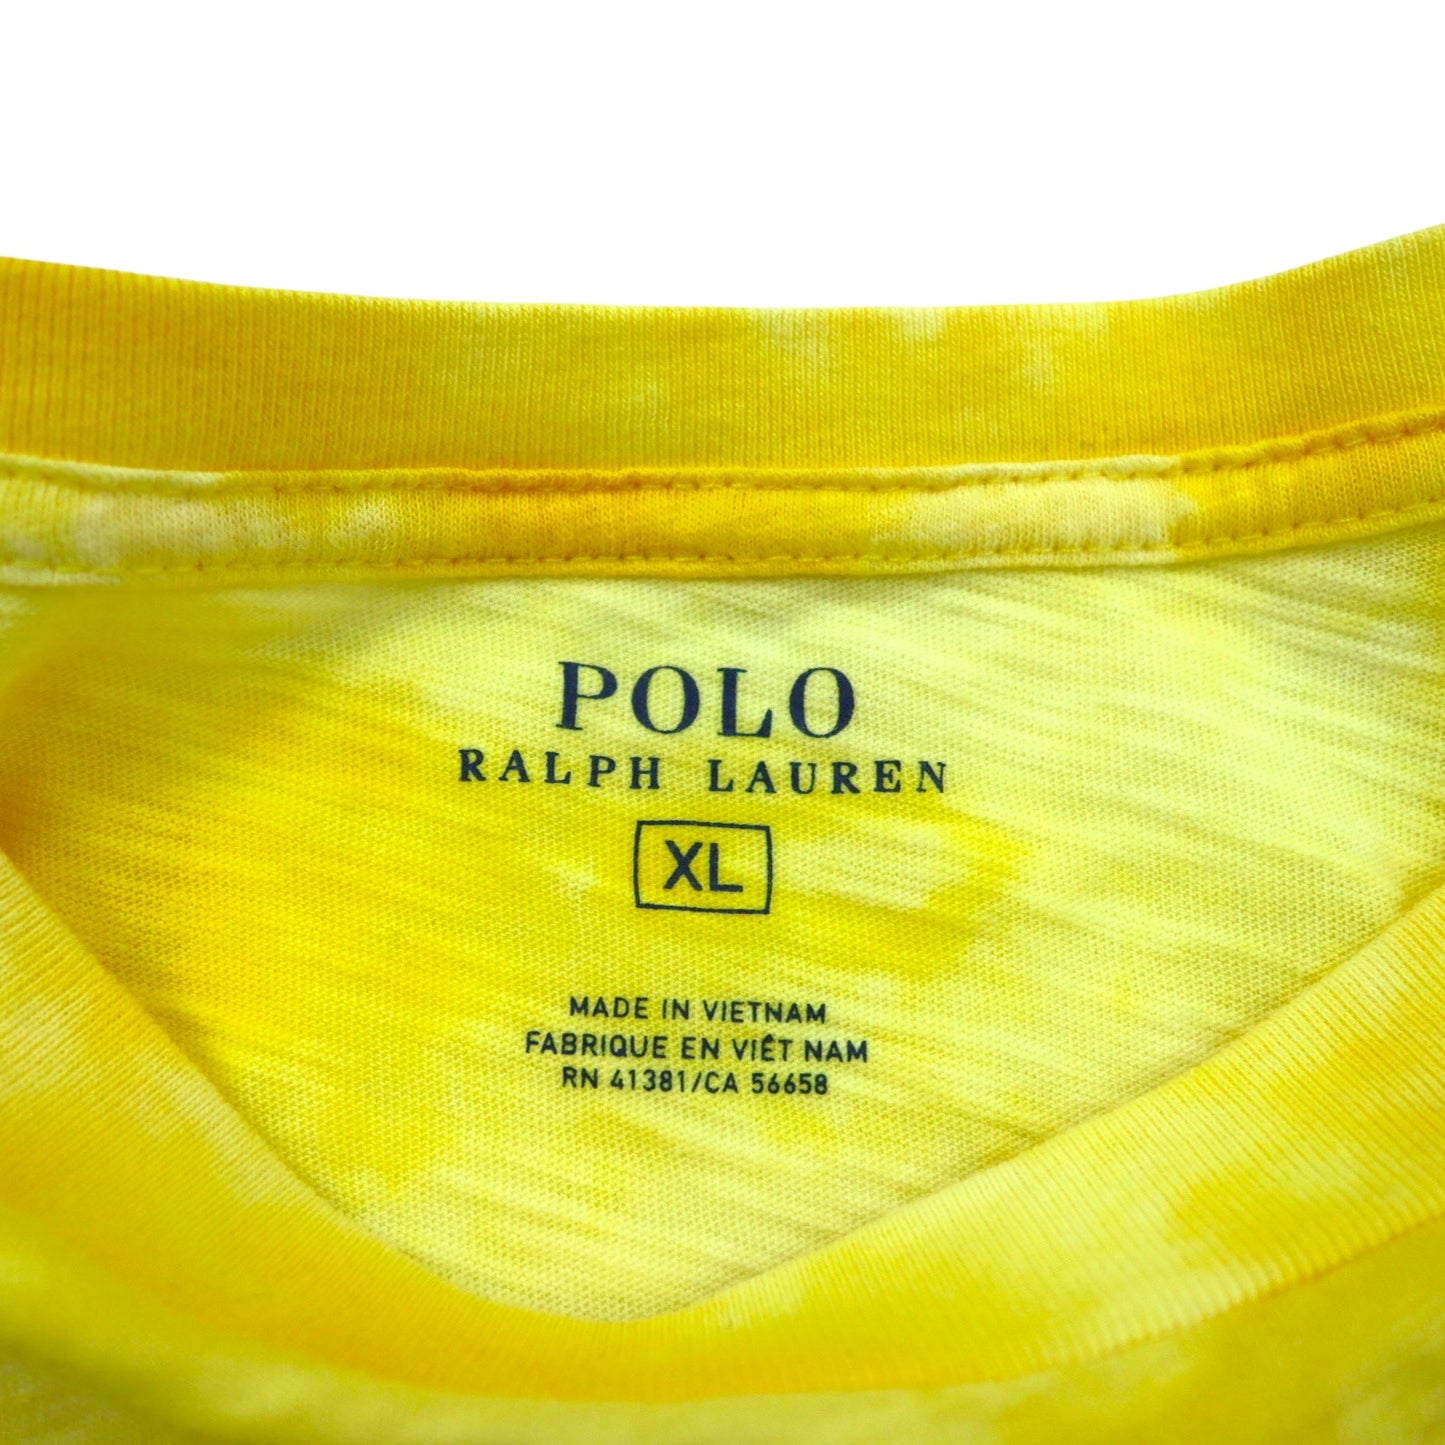 POLO
RALPH LAUREN
XL
MADE IN VIETNAM
FABRIQUE EN VIÊT NAM
RN 41381/CA 56658